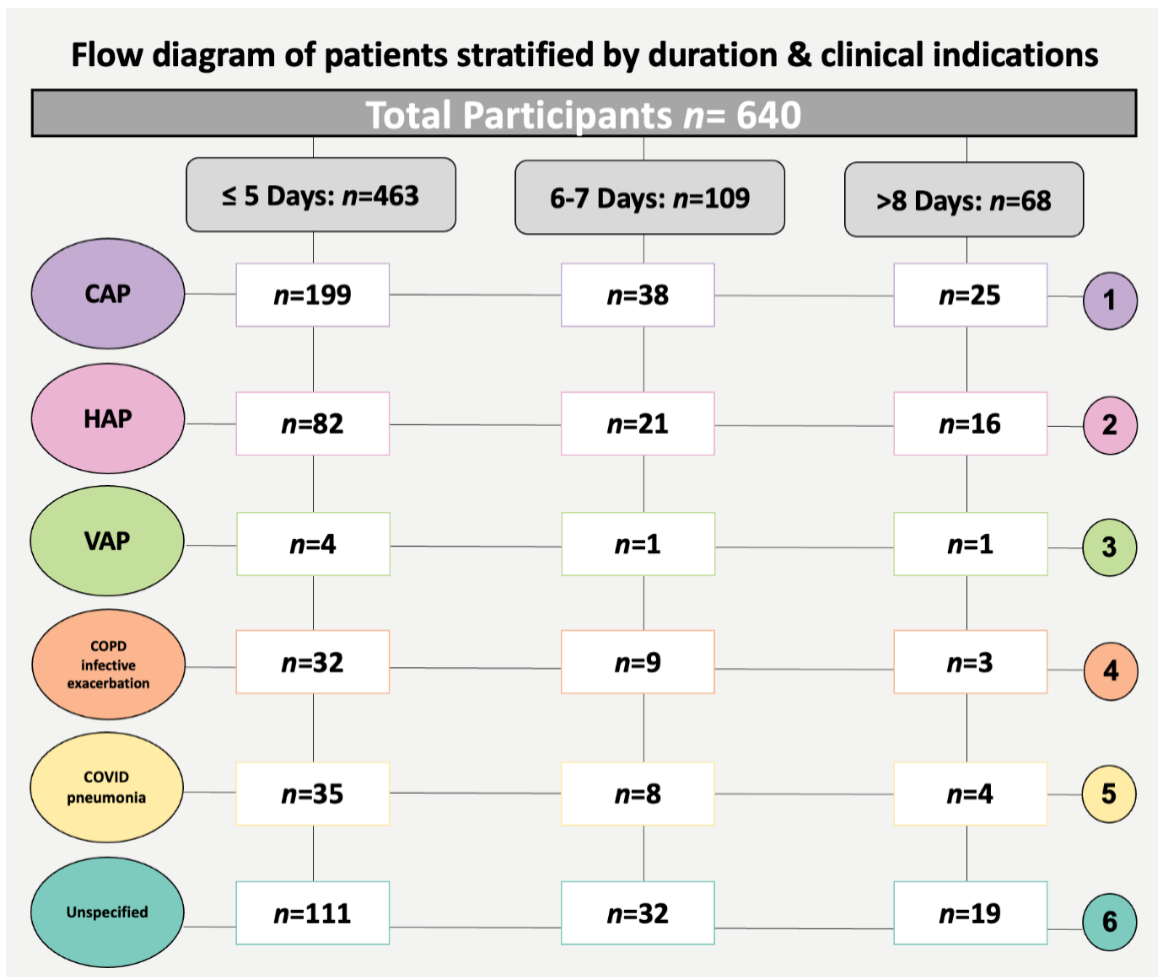 Flow diagram of patients stratified by duration & clinical indications
Total Participants n= 640
≤ 5 Days: n=463
6-7 Days: n=109
>8 Days: n=68
CAP
n=199
n=38
n=25
1
HAP
n=82
n=21
n=16
2
VAP
n=4
n=1
n=1
3
COPD
infective
exacerbation
n=32
n=9
n=3
4
COVID
pneumonia
n=35
n=8
n=4
5
Unspecified
n=111
n=32
n=19
6